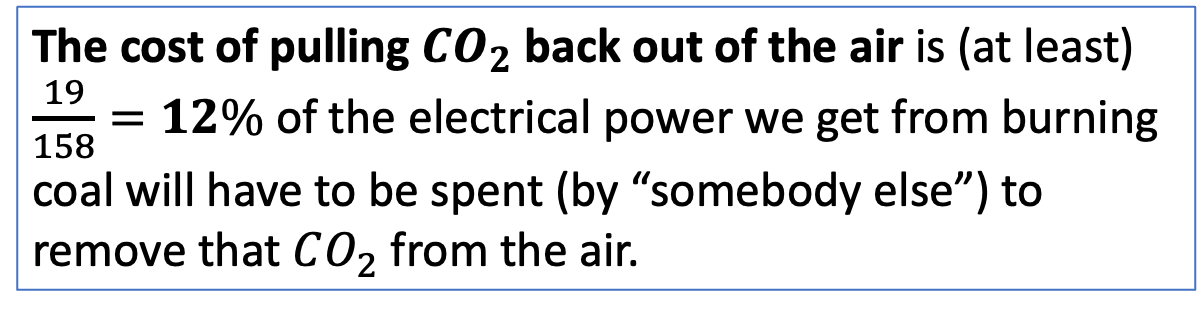 The cost of pulling CO₂ back out of the air is (at least)
19/158 = 12% of the electrical power we get from burning
coal will have to be spent (by “somebody else”) to
remove that CO₂ from the air.